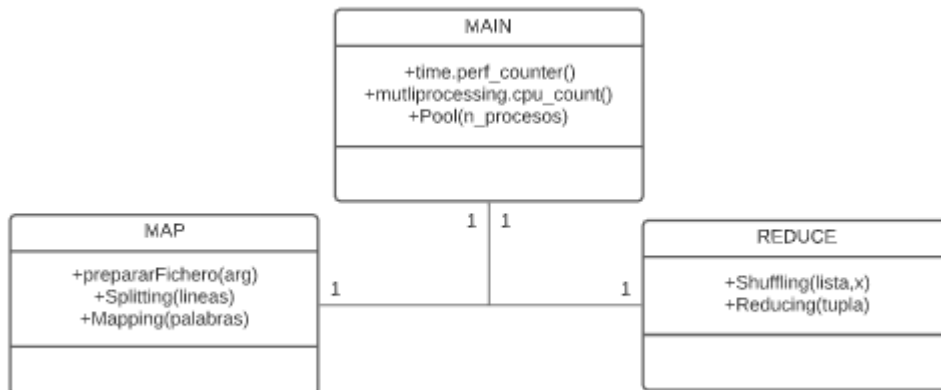 MAIN
+time.perf_counter()
+mutliprocessing.cpu_count()
+Pool(n_procesos)
1 1
MAP
+prepararFichero(arg)
+Splitting(lineas)
+Mapping(palabras)
1
1
REDUCE
+Shuffling(lista,x)
+Reducing(tupla)